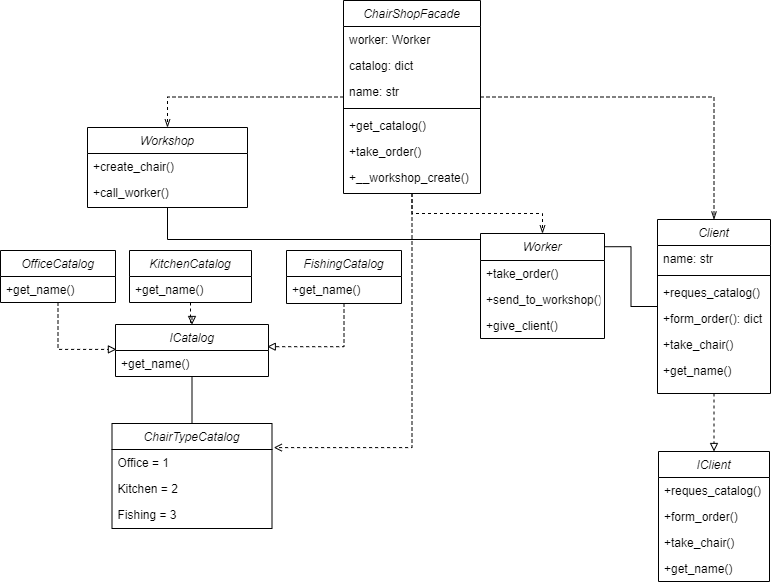 ChairShopFacade
worker: Worker
catalog: dict
name: str
+get_catalog()
+take_order()
+__workshop_create()
Workshop
+create_chair()
+call_worker()
Worker
+take_order()
+send_to_workshop()
+give_client()
Client
name: str
+reques_catalog()
+form_order(): dict
+take_chair()
+get_name()
OfficeCatalog
+get_name()
KitchenCatalog
+get_name()
FishingCatalog
+get_name()
ICatalog
+get_name()
ChairTypeCatalog
Office = 1
Kitchen = 2
Fishing = 3
IClient
+reques_catalog()
+form_order()
+take_chair()
+get_name()